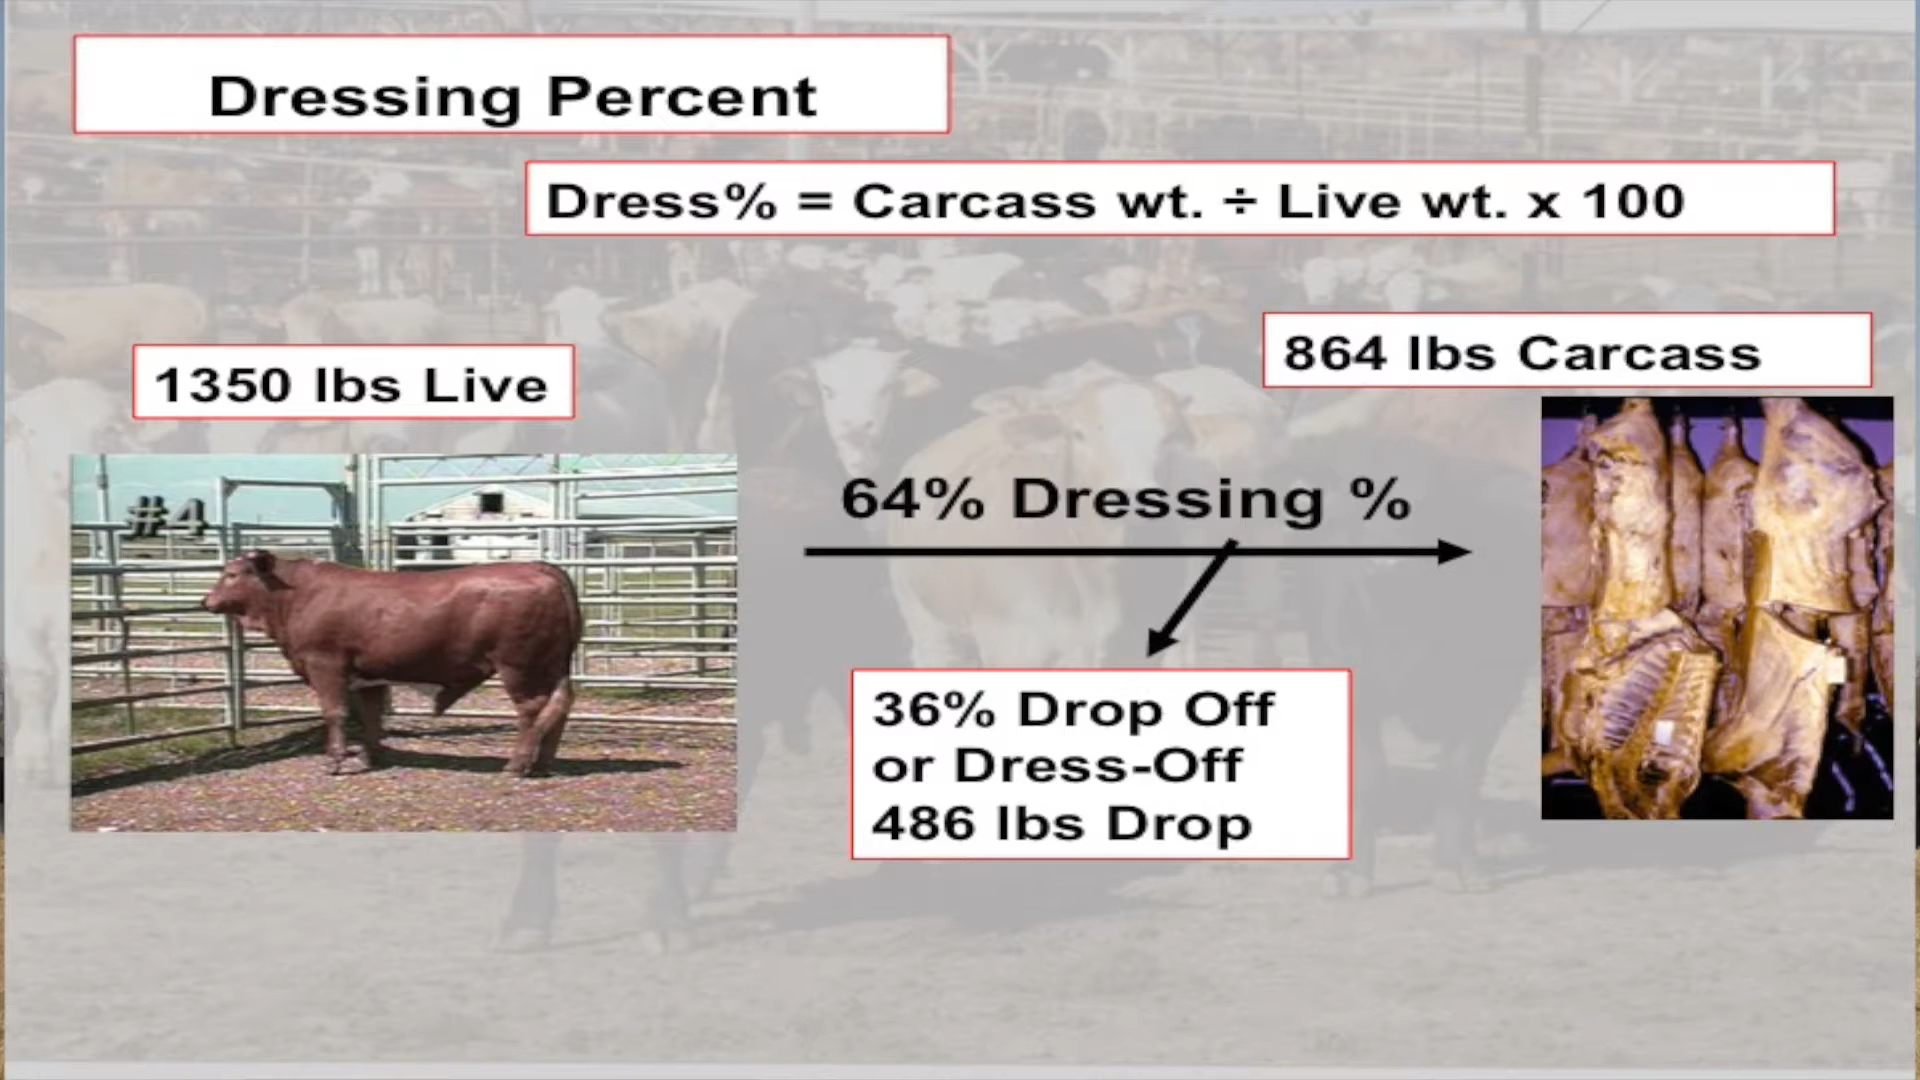 Dressing Percent
Dress% = Carcass wt. ÷ Live wt. x 100
1350 lbs Live
864 lbs Carcass
#4
64% Dressing %
36% Drop Off
or Dress-Off
486 lbs Drop